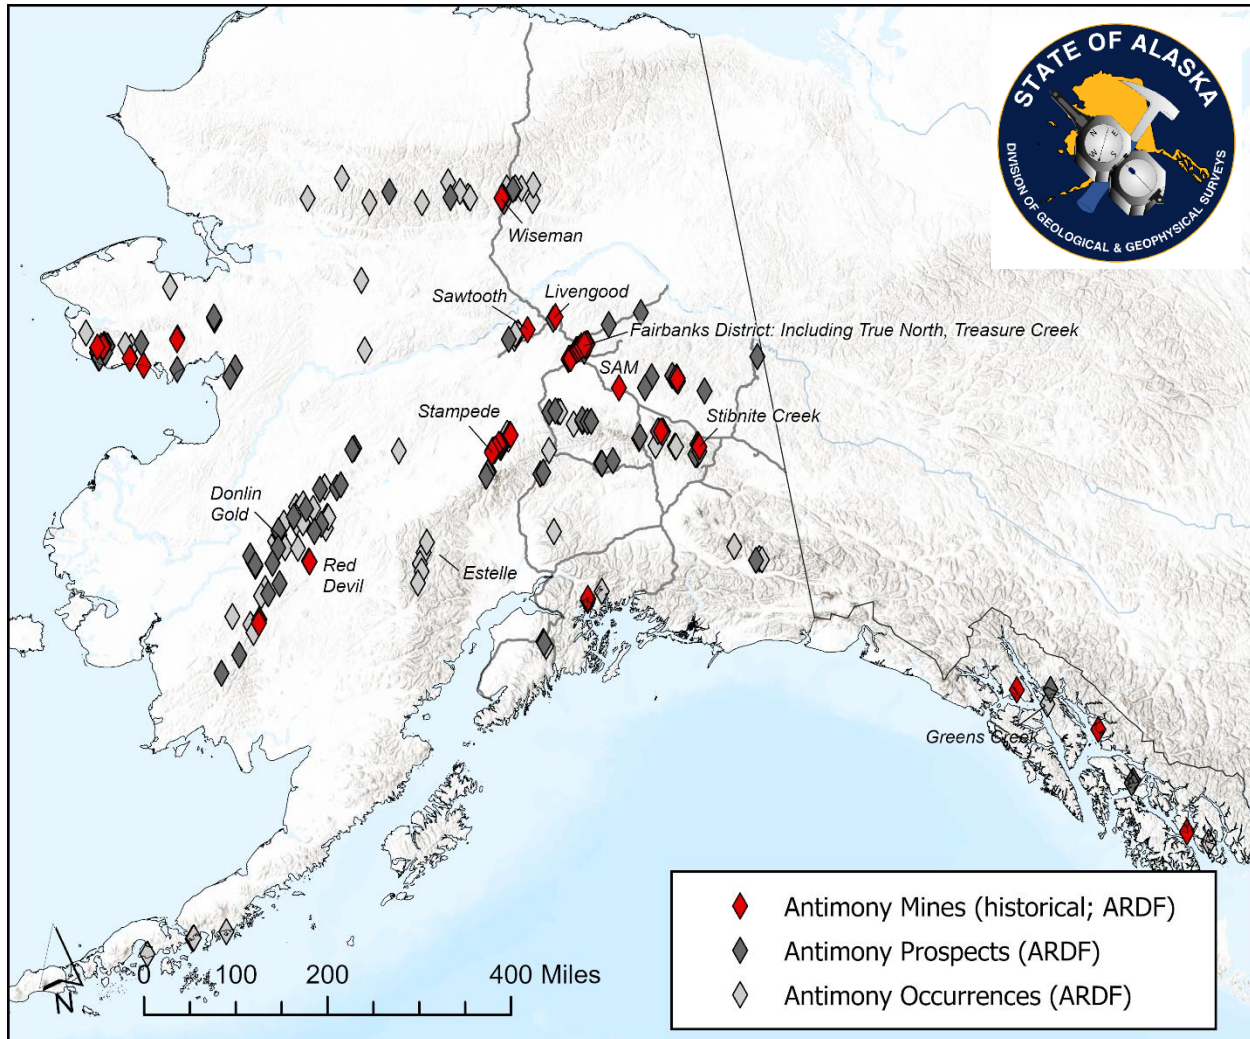 STATE OF ALASKA
N
E
S
W
DIVISION OF GEOLOGICAL & GEOPHYSICAL SURVEYS
Wiseman
Sawtooth
Livengood
Fairbanks District: Including True North, Treasure Creek
SAM
Stampede
Stibnite Creek
Donlin
Gold
Red
Devil
Estelle
Greens Creek
Antimony Mines (historical; ARDF)
Antimony Prospects (ARDF)
Antimony Occurrences (ARDF)
N
0 100 200 400 Miles